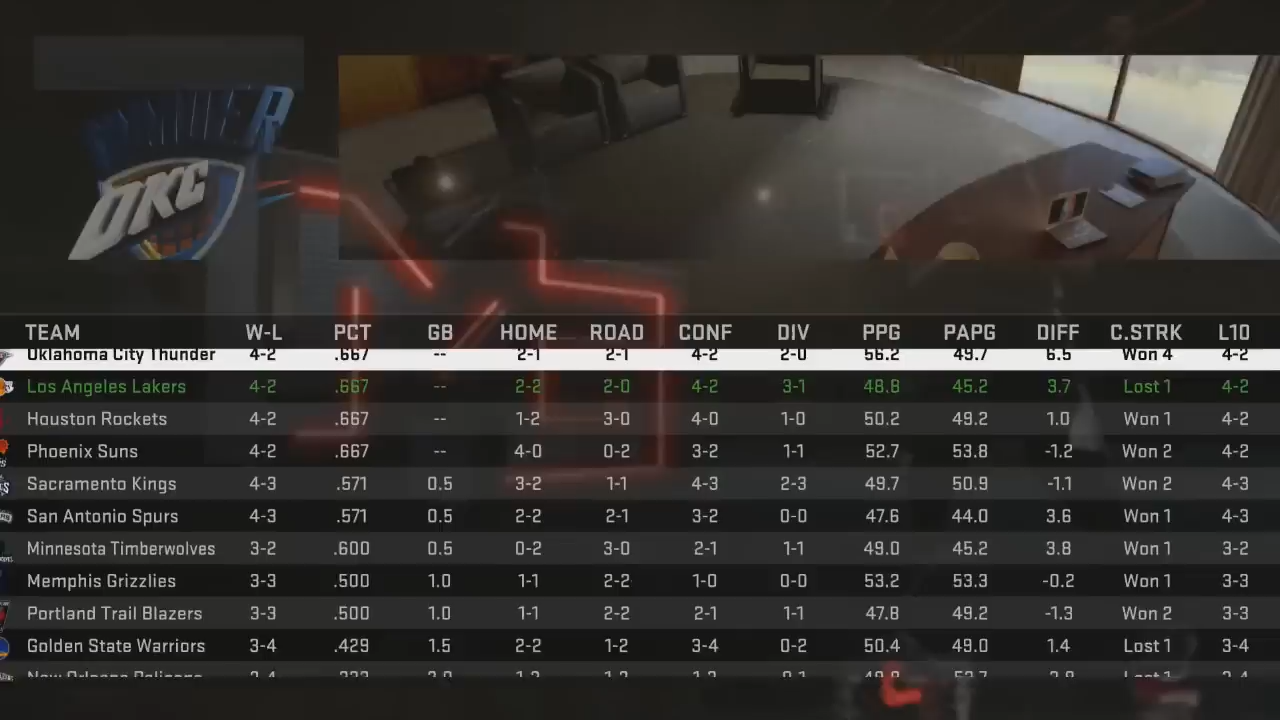 THUNDER
OKC
TEAM W-L PCT GB HOME ROAD CONF DIV PPG PAPG DIFF C.STRK L10
Oklahoma City Thunder 4-2 .667 -- 2-1 2-1 4-2 2-0 56.2 49.7 6.5 Won 4 4-2
Los Angeles Lakers 4-2 .667 -- 2-2 2-0 4-2 3-1 48.8 45.2 3.7 Lost 1 4-2
Houston Rockets 4-2 .667 -- 1-2 3-0 4-0 1-0 50.2 49.2 1.0 Won 1 4-2
Phoenix Suns 4-2 .667 -- 4-0 0-2 3-2 1-1 52.7 53.8 -1.2 Won 2 4-2
Sacramento Kings 4-3 .571 0.5 3-2 1-1 4-3 2-3 49.7 50.9 -1.1 Won 2 4-3
San Antonio Spurs 4-3 .571 0.5 2-2 2-1 3-2 0-0 47.6 44.0 3.6 Won 1 4-3
Minnesota Timberwolves 3-2 .600 0.5 0-2 3-0 2-1 1-1 49.0 45.2 3.8 Won 1 3-2
Memphis Grizzlies 3-3 .500 1.0 1-1 2-2 1-0 0-0 53.2 53.3 -0.2 Won 1 3-3
Portland Trail Blazers 3-3 .500 1.0 1-1 2-2 2-1 1-1 47.8 49.2 -1.3 Won 2 3-3
Golden State Warriors 3-4 .429 1.5 2-2 1-2 3-4 0-2 50.4 49.0 1.4 Lost 1 3-4
New Orleans Pelicans